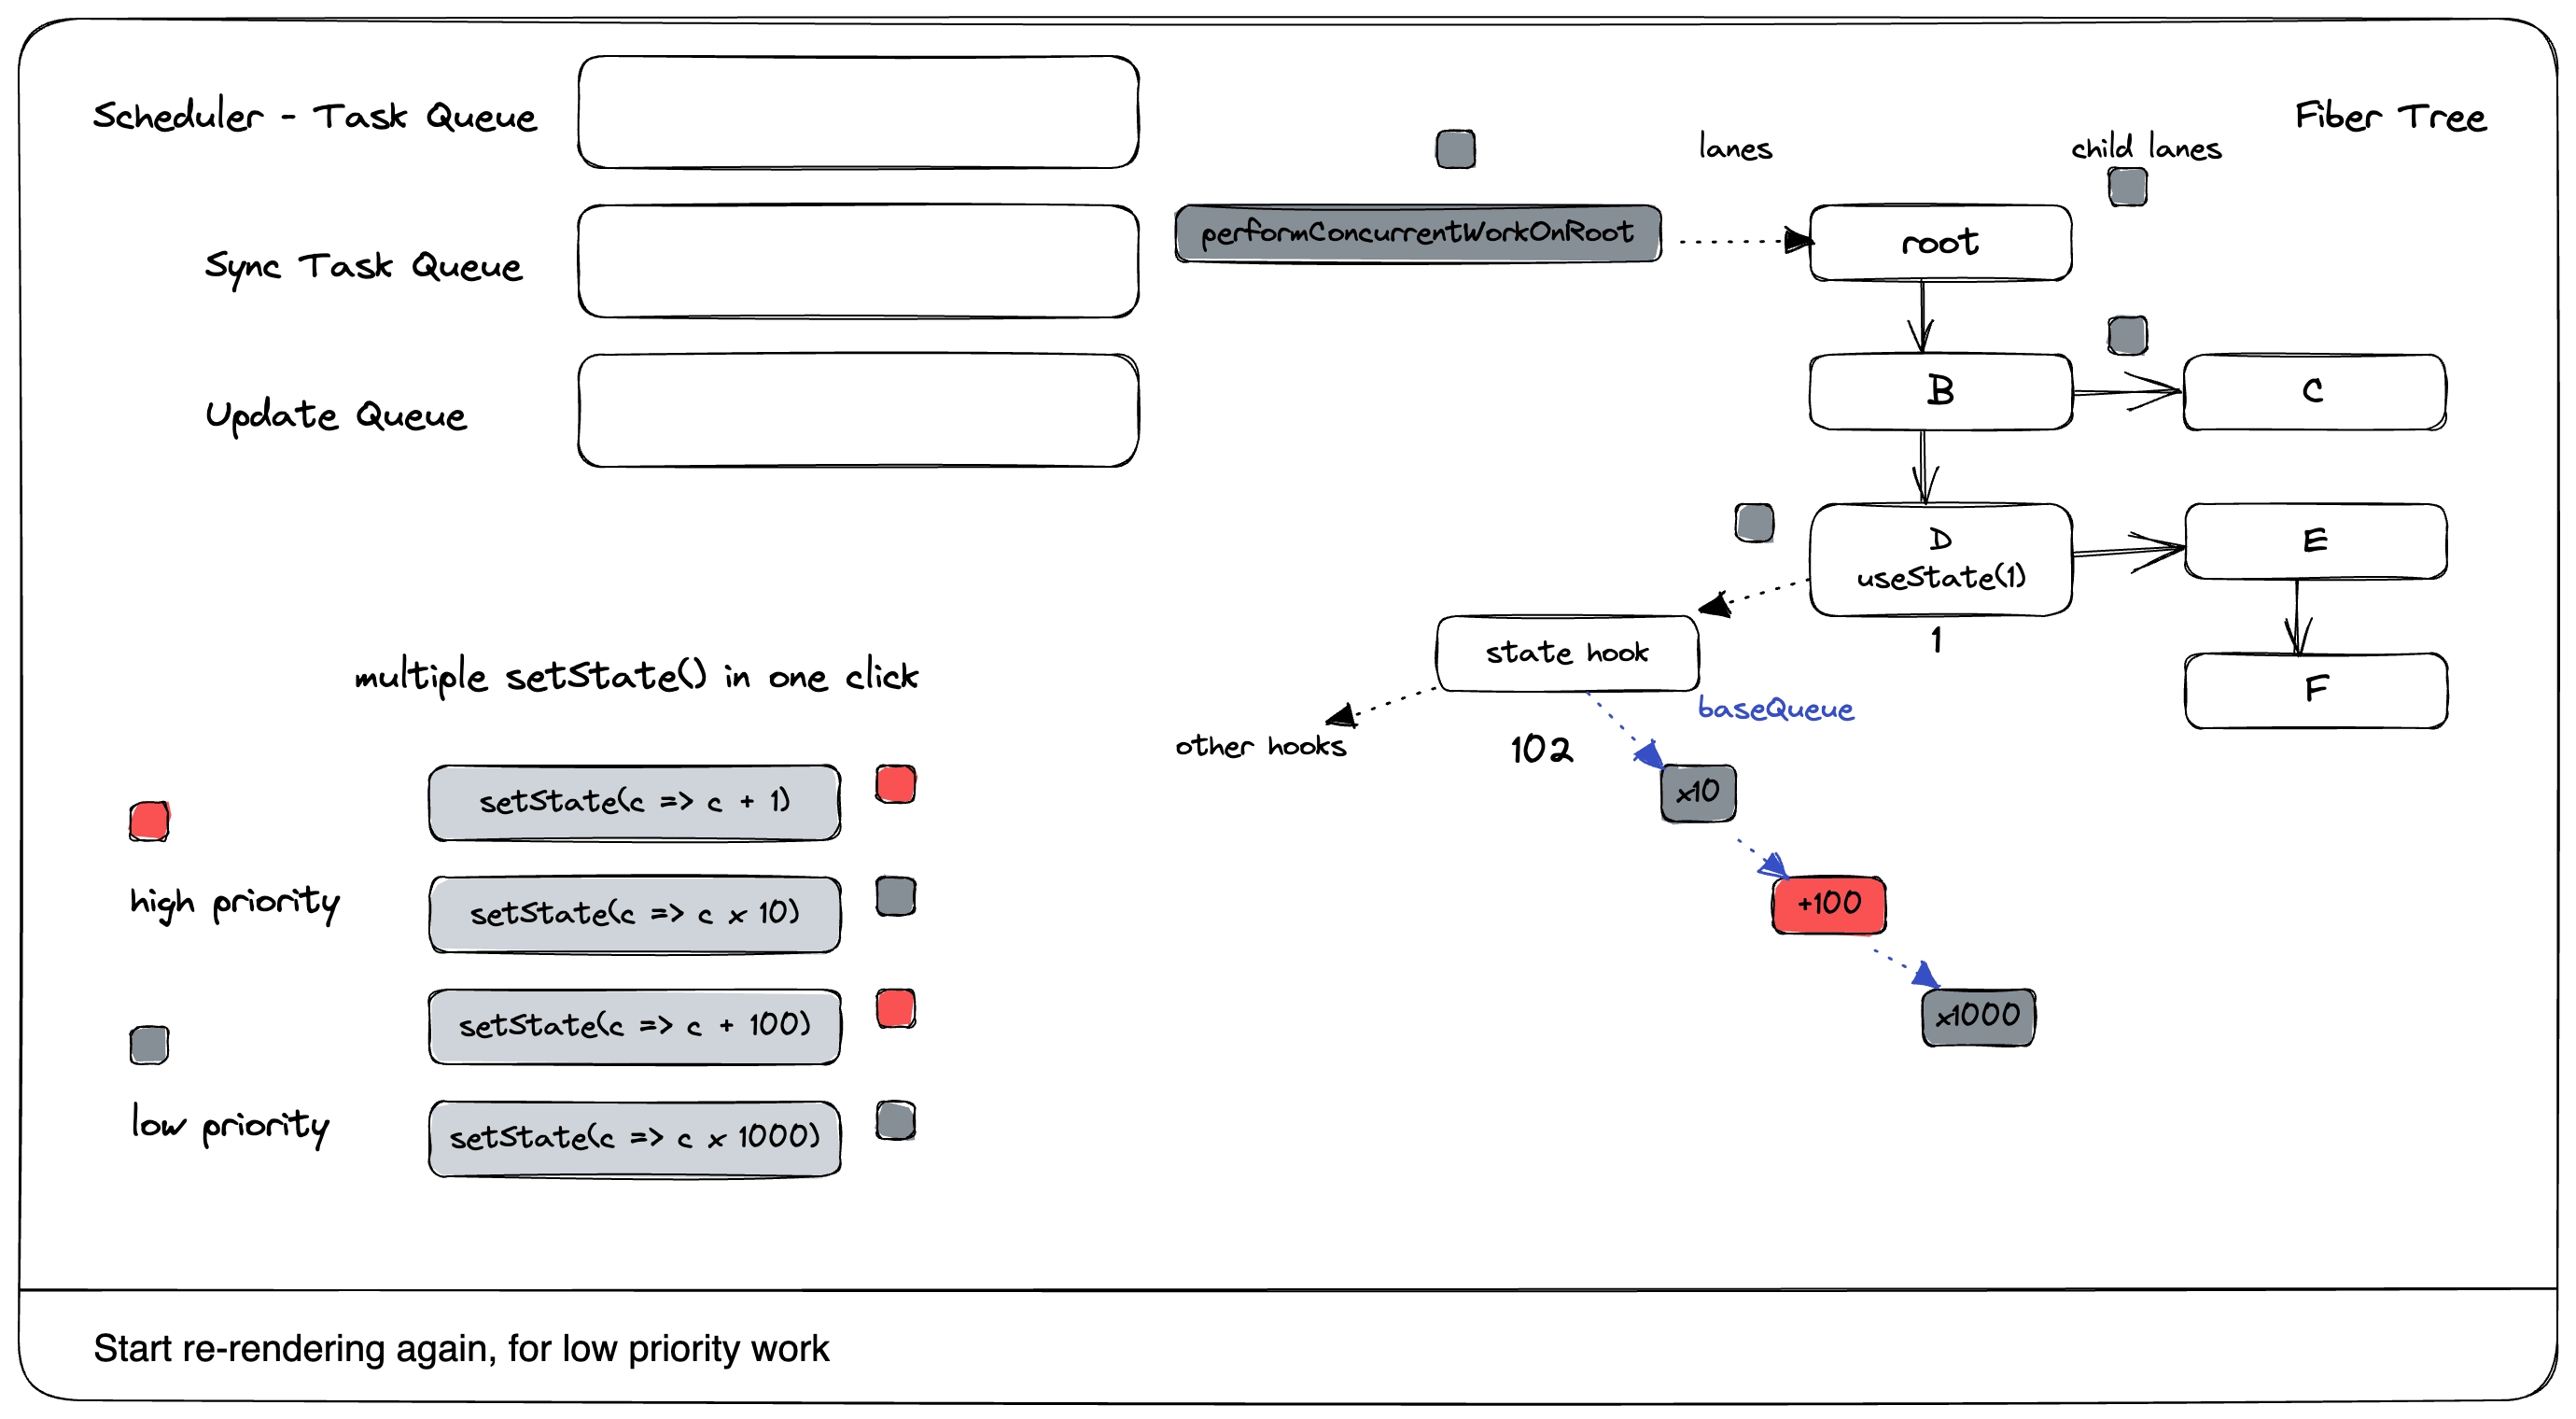 Scheduler - Task Queue
Sync Task Queue
Update Queue
Fiber Tree
lanes
child lanes
performConcurrentWorkOnRoot
root
B
C
D
useState(1)
1
E
F
state hook
baseQueue
other hooks
102
x10
+100
x1000
multiple setState() in one click
high priority
low priority
setState(c => c + 1)
setState(c => c x 10)
setState(c => c + 100)
setState(c => c x 1000)
Start re-rendering again, for low priority work